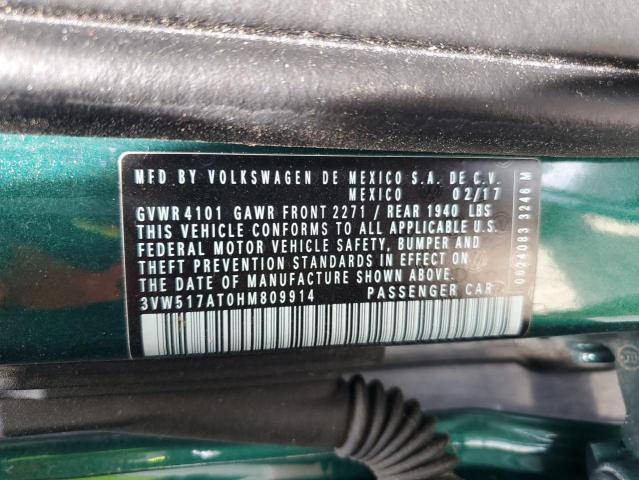 MFD BY VOLKSWAGEN DE MEXICO S.A. DE C.V.
MEXICO 02/17
GVWR 4101 GAWR FRONT 2271 / REAR 1940 LBS
THIS VEHICLE CONFORMS TO ALL APPLICABLE U.S.
FEDERAL MOTOR VEHICLE SAFETY, BUMPER AND
THEFT PREVENTION STANDARDS IN EFFECT ON
THE DATE OF MANUFACTURE SHOWN ABOVE.
3VW517AT0HM809914 PASSENGER CAR
0624083 3246 M